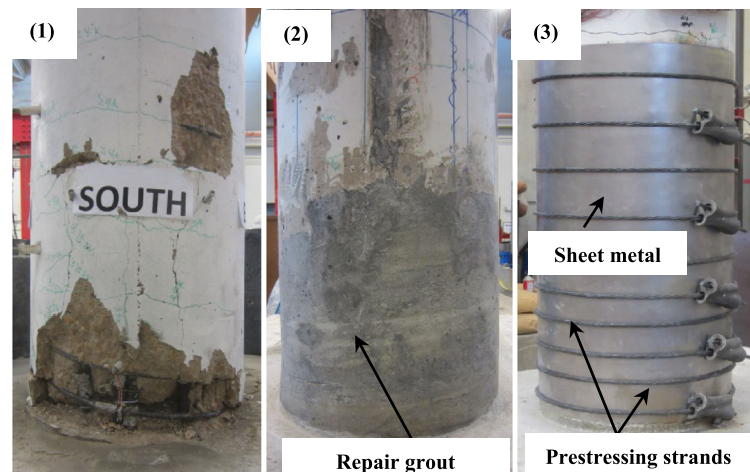 (1)
(2)
(3)
SOUTH
Sheet metal
Repair grout
Prestressing strands